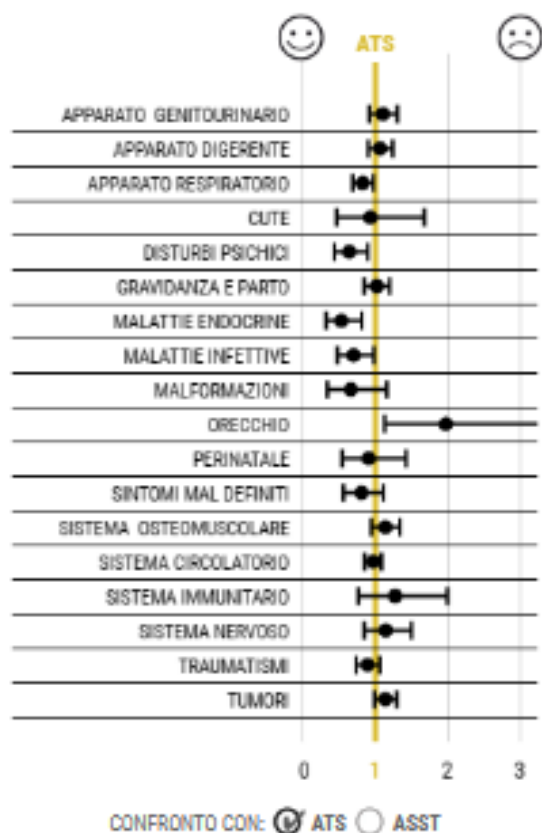 ATS
APPARATO GENITOURINARIO
APPARATO DIGERENTE
APPARATO RESPIRATORIO
CUTE
DISTURBI PSICHICI
GRAVIDANZA E PARTO
MALATTIE ENDOCRINE
MALATTIE INFETTIVE
MALFORMAZIONI
ORECCHIO
PERINATALE
SINTOMI MAL DEFINITI
SISTEMA OSTEOMUSCOLARE
SISTEMA CIRCOLATORIO
SISTEMA IMMUNITARIO
SISTEMA NERVOSO
TRAUMATISMI
TUMORI
0 1 2 3
CONFRONTO CON: ATS ASST